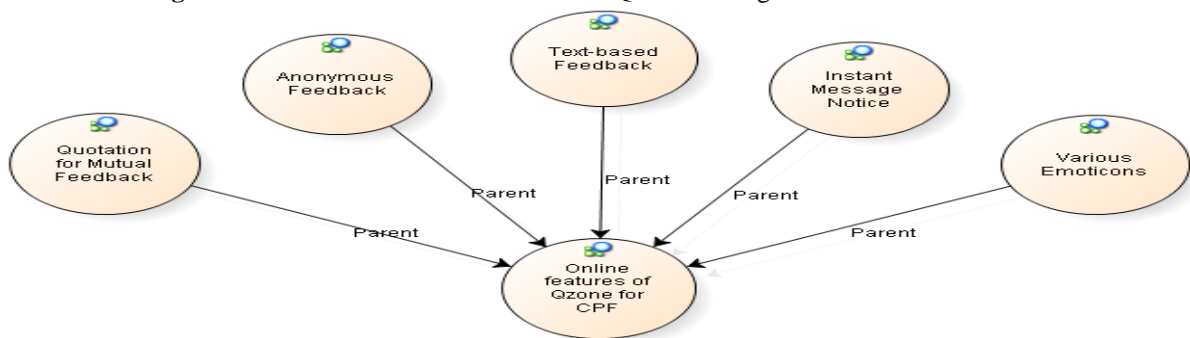 Text-based
Feedback
Anonymous
Feedback
Instant
Message
Notice
Quotation
for Mutual
Feedback
Various
Emoticons
Parent
Parent
Parent
Parent
Parent
Online
features of
Qzone for
CPF